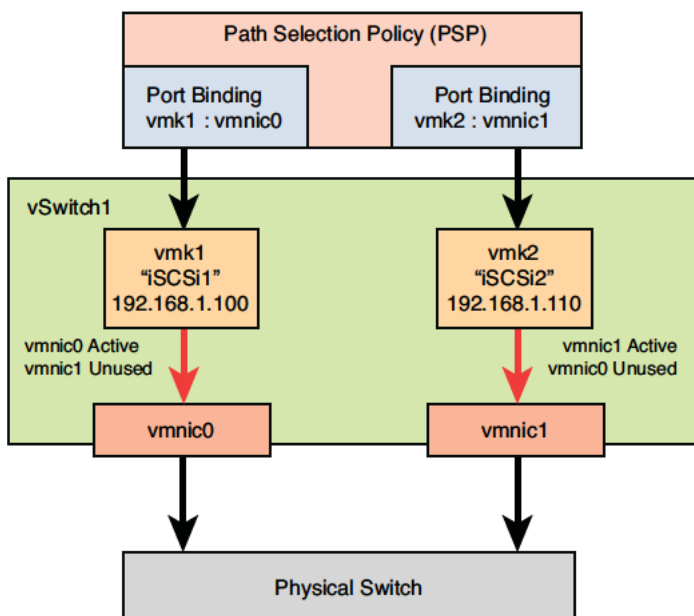 Path Selection Policy (PSP)
Port Binding
vmk1 : vmnic0
Port Binding
vmk2 : vmnic1
vSwitch1
vmk1
“iSCSi1”
192.168.1.100
vmk2
“iSCSi2”
192.168.1.110
vmnic0 Active
vmnic1 Unused
vmnic1 Active
vmnic0 Unused
vmnic0
vmnic1
Physical Switch